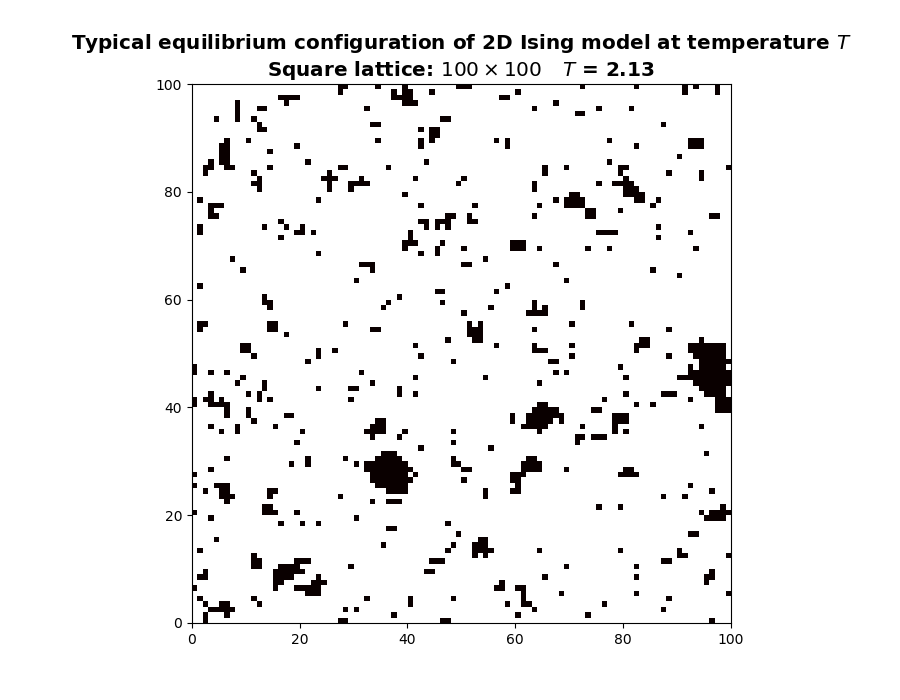 Typical equilibrium configuration of 2D Ising model at temperature T
Square lattice: 100 × 100 T = 2.13
100
80
60
40
20
0
0 20 40 60 80 100